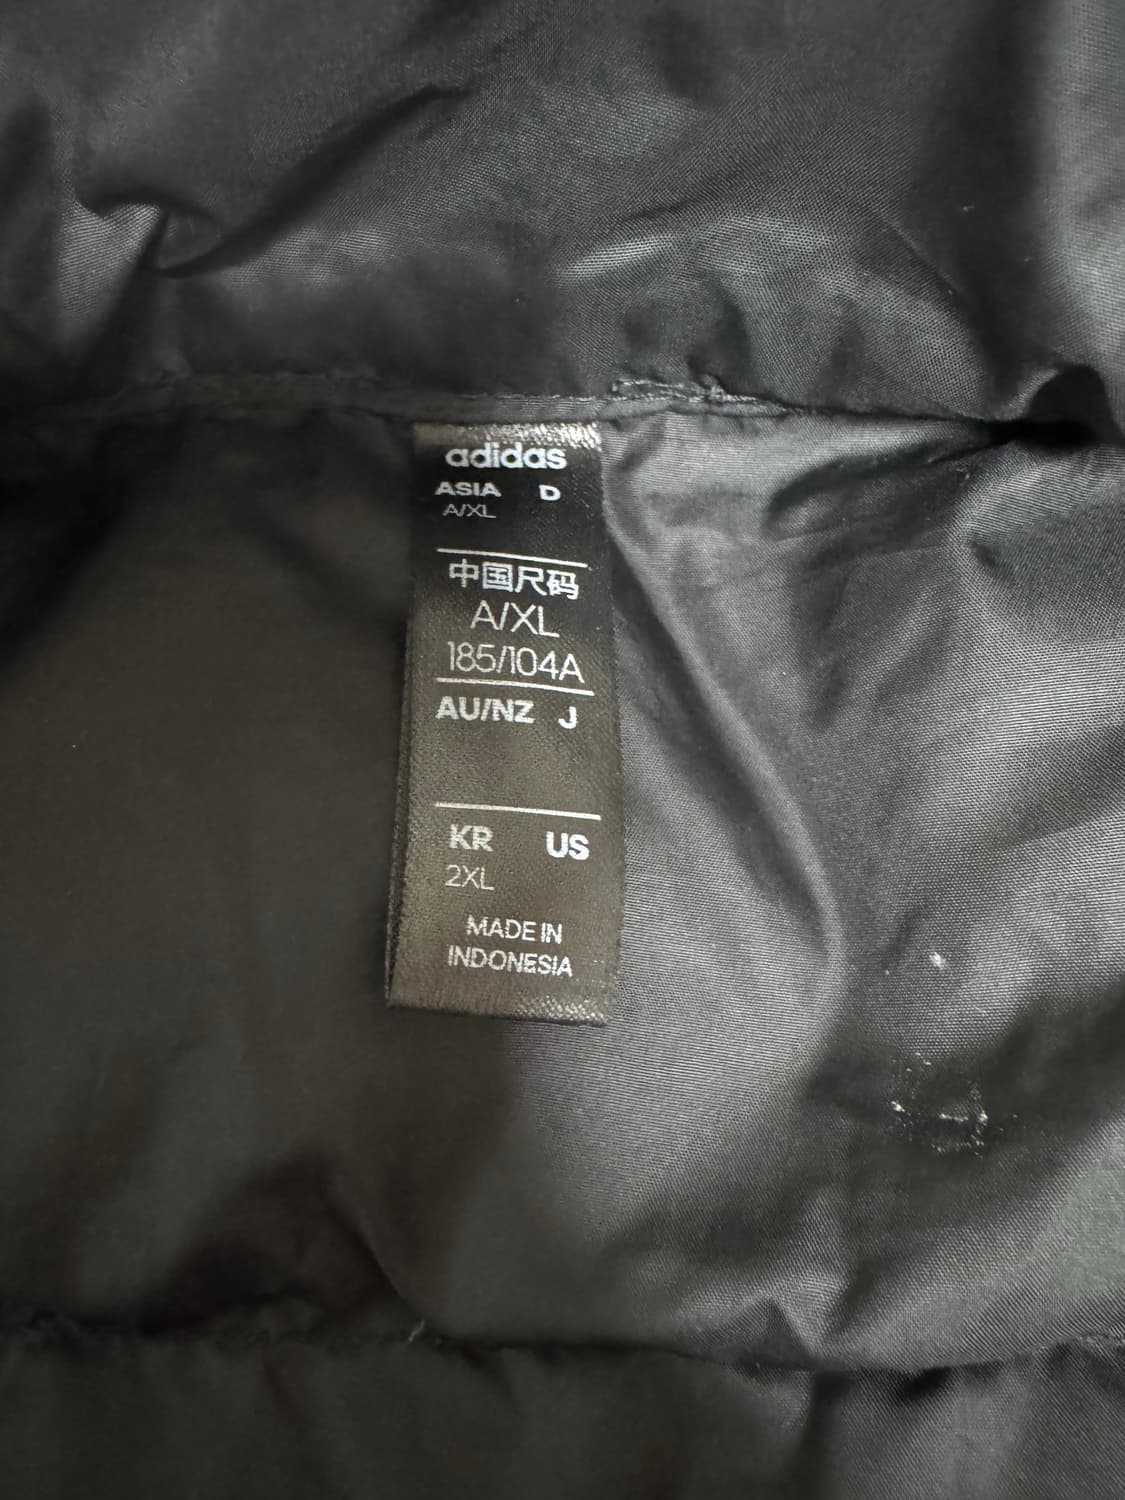 adidas
ASIA D
A/XL
中国尺码
A/XL
185/104A
AU/NZ J
KR US
2XL
MADE IN
INDONESIA